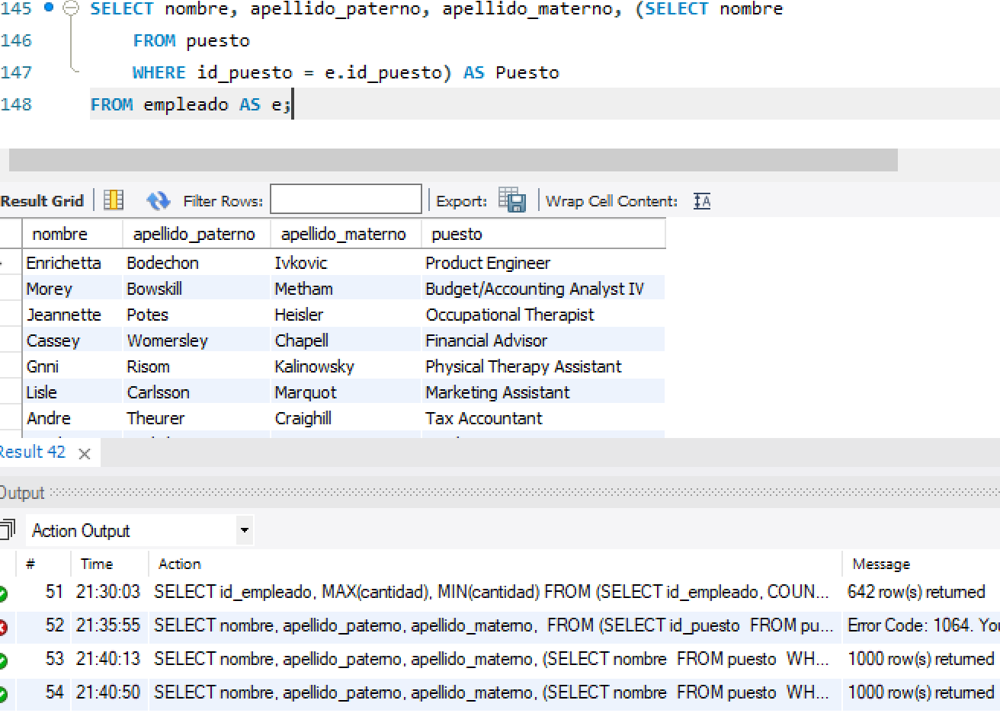 145 SELECT nombre, apellido_paterno, apellido_materno, (SELECT nombre
146 FROM puesto
147 WHERE id_puesto = e.id_puesto) AS Puesto
148 FROM empleado AS e;
Result Grid Filter Rows: Export: Wrap Cell Content: IA
nombre apellido_paterno apellido_materno puesto
Enrichetta Bodechon Ivkovic Product Engineer
Morey Bowskill Metham Budget/Accounting Analyst IV
Jeannette Potes Heisler Occupational Therapist
Cassey Womersley Chapell Financial Advisor
Gnni Risom Kalinowsky Physical Therapy Assistant
Lisle Carlsson Marquot Marketing Assistant
Andre Theurer Craighill Tax Accountant
Result 42
Output
Action Output
# Time Action Message
51 21:30:03 SELECT id_empleado, MAX(cantidad), MIN(cantidad) FROM (SELECT id_empleado, COUN... 642 row(s) returned
52 21:35:55 SELECT nombre, apellido_paterno, apellido_materno, FROM (SELECT id_puesto FROM pu... Error Code: 1064. You
53 21:40:13 SELECT nombre, apellido_paterno, apellido_materno, (SELECT nombre FROM puesto WH... 1000 row(s) returned
54 21:40:50 SELECT nombre, apellido_paterno, apellido_materno, (SELECT nombre FROM puesto WH... 1000 row(s) returned